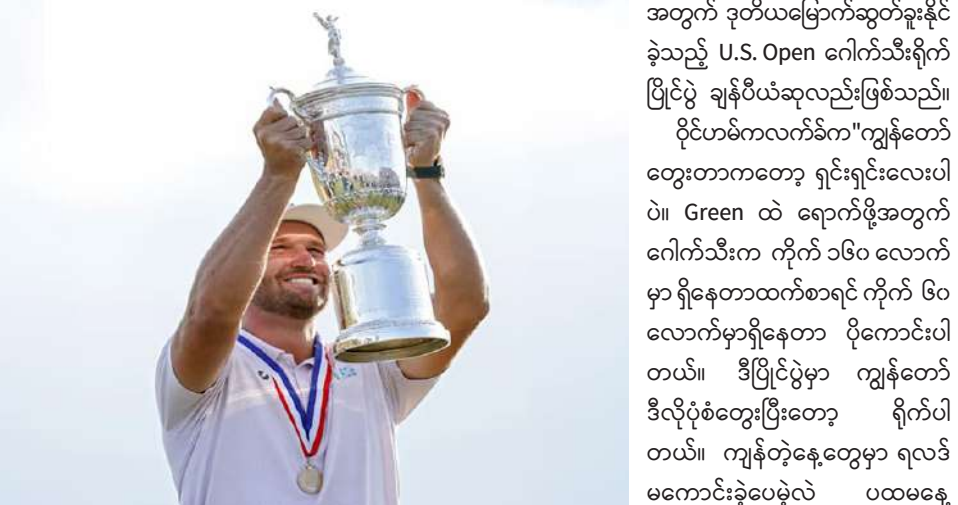 အတွက် ဒုတိယမြောက်ဆွတ်ခူးနိုင်
ခဲ့သည့် U.S. Open ဂေါက်သီးရိုက်
ပြိုင်ပွဲ ချန်ပီယံဆုလည်းဖြစ်သည်။
ဝိုင်ဟမ်ကလက်ခ်က"ကျွန်တော်
တွေးတာကတော့ ရှင်းရှင်းလေးပါ
ပဲ။ Green ထဲ ရောက်ဖို့အတွက်
ဂေါက်သီးက ကိုက် ၁၆၀ လောက်
မှာ ရှိနေတာထက်စာရင် ကိုက် ၆၀
လောက်မှာရှိနေတာ ပိုကောင်းပါ
တယ်။ ဒီပြိုင်ပွဲမှာ ကျွန်တော်
ဒီလိုပုံစံတွေးပြီးတော့ ရိုက်ပါ
တယ်။ ကျန်တဲ့နေ့တွေမှာ ရလဒ်
မကောင်းခဲ့ပေမဲ့လဲ ပထမနေ့